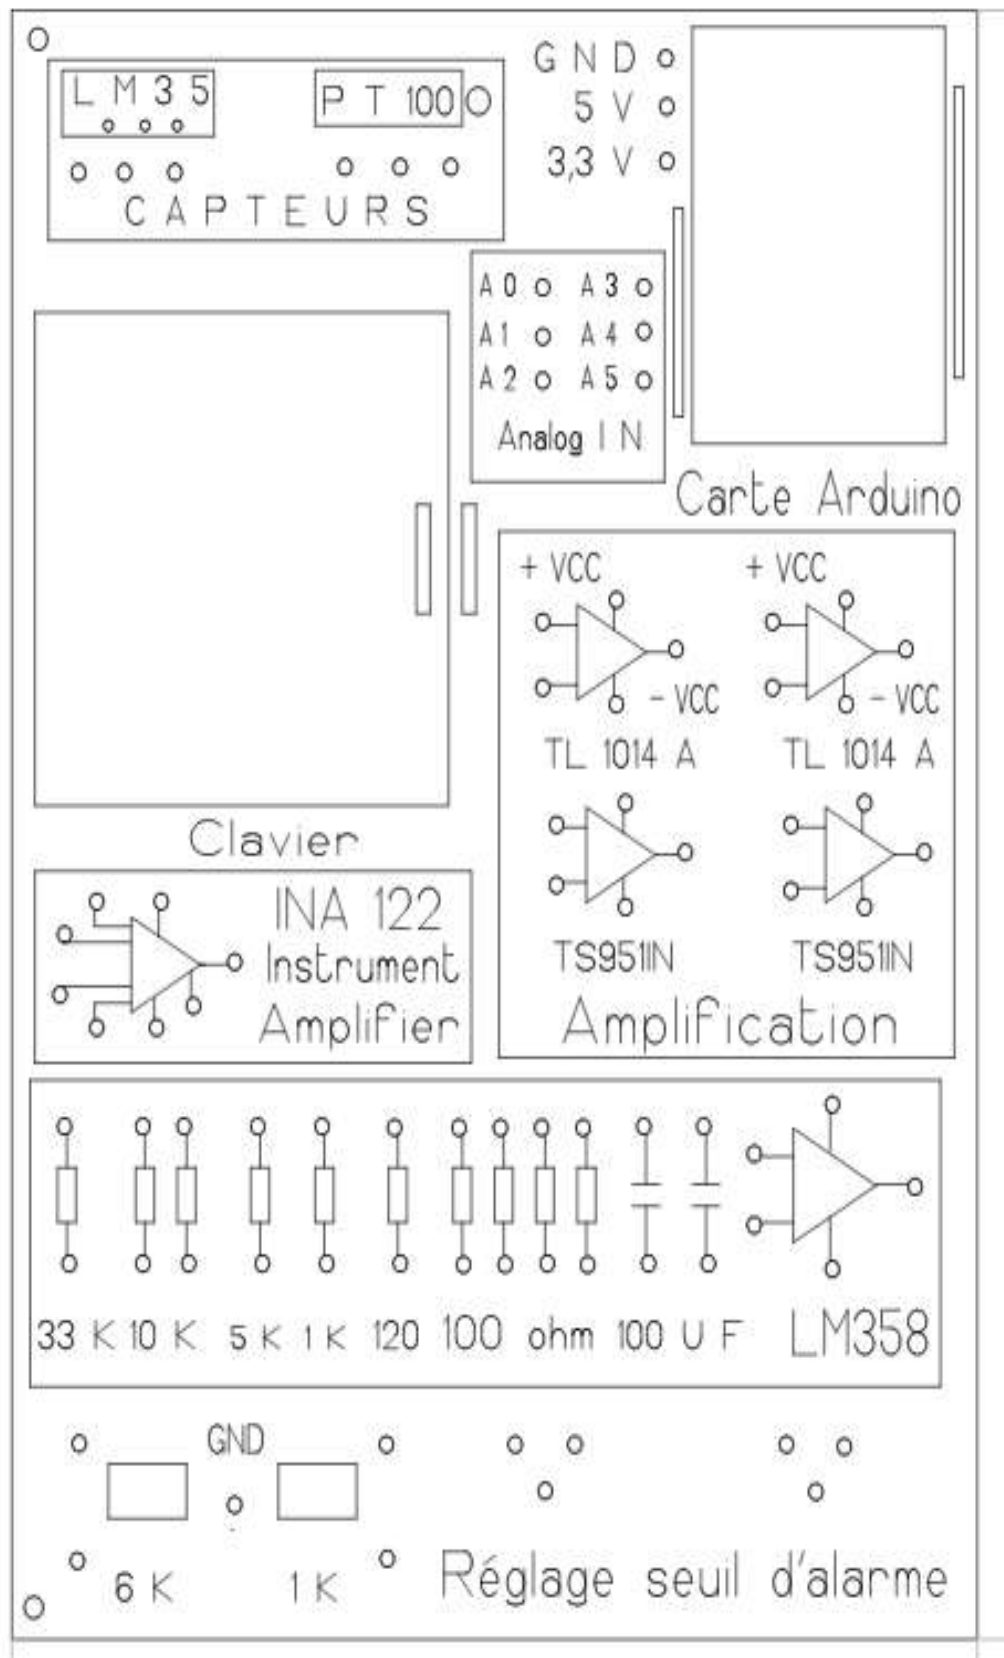 GND
LM35
PT100
5 V
3,3 V
CAPTEURS
A0 A3
A1 A4
A2 A5
Analog IN
Carte Arduino
+ VCC + VCC
- VCC - VCC
TL 1014 A TL 1014 A
Clavier
INA 122
Instrument
Amplifier
TS951IN TS951IN
Amplification
33 K 10 K 5 K 1 K 120 100 ohm 100 U F LM358
GND
6 K 1 K
Réglage seuil d'alarme